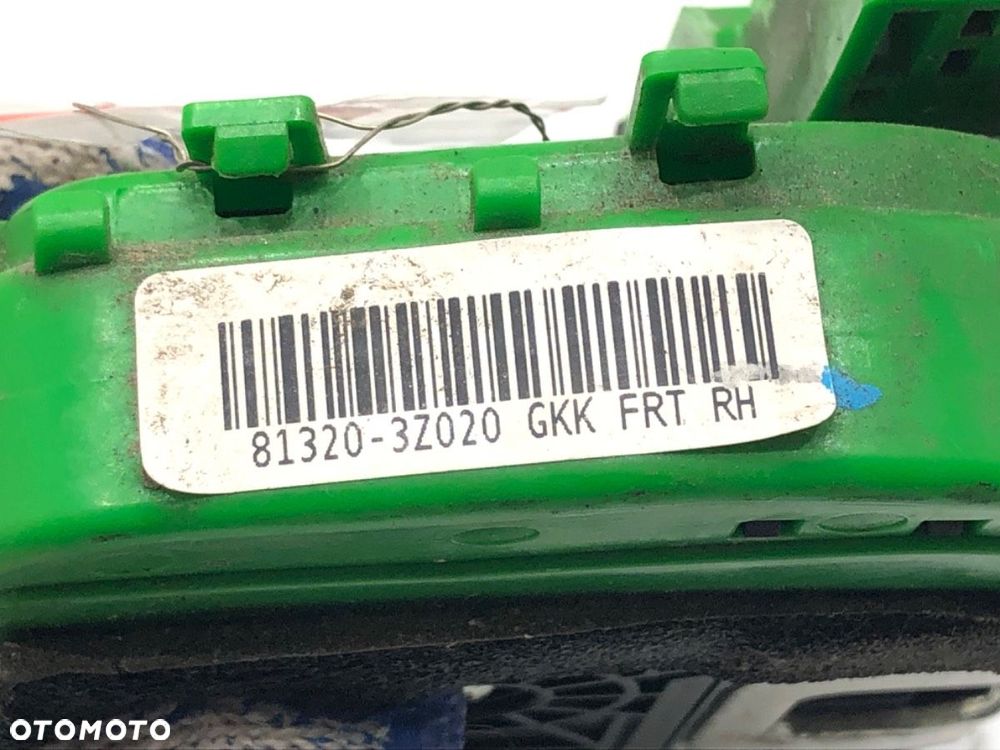 81320-3Z020 GKK FRT RH
OTOMOTO